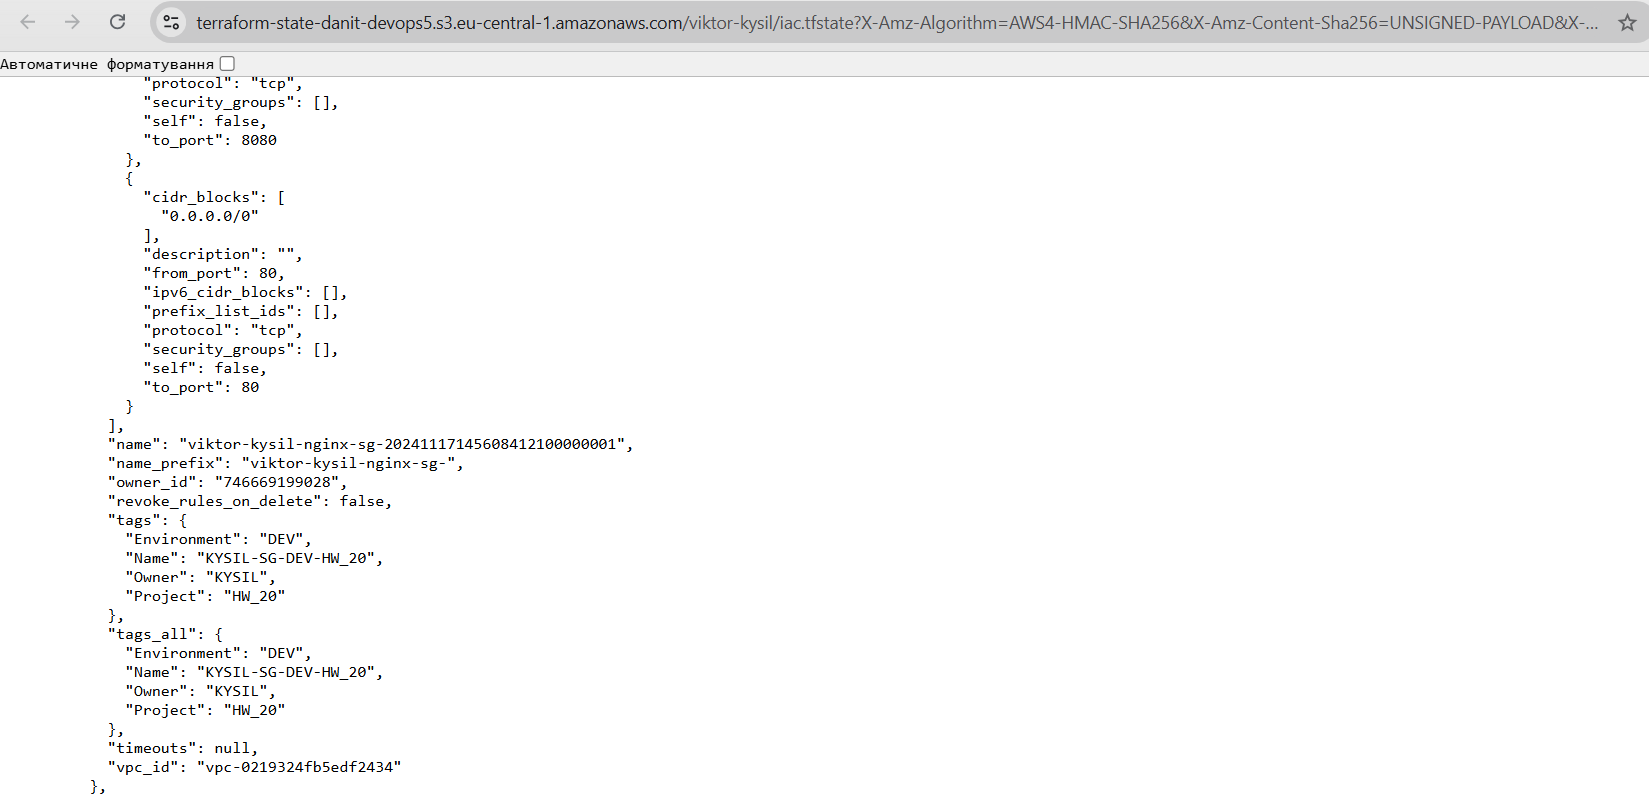 terraform-state-danit-devops5.s3.eu-central-1.amazonaws.com/viktor-kysil/iac.tfstate?X-Amz-Algorithm=AWS4-HMAC-SHA256&X-Amz-Content-Sha256=UNSIGNED-PAYLOAD&X-...
Автоматичне форматування
"protocol": "tcp",
"security_groups": [],
"self": false,
"to_port": 8080
},
{
"cidr_blocks": [
"0.0.0.0/0"
],
"description": "",
"from_port": 80,
"ipv6_cidr_blocks": [],
"prefix_list_ids": [],
"protocol": "tcp",
"security_groups": [],
"self": false,
"to_port": 80
}
],
"name": "viktor-kysil-nginx-sg-20241117145608412100000001",
"name_prefix": "viktor-kysil-nginx-sg-",
"owner_id": "746669199028",
"revoke_rules_on_delete": false,
"tags": {
"Environment": "DEV",
"Name": "KYSIL-SG-DEV-HW_20",
"Owner": "KYSIL",
"Project": "HW_20"
},
"tags_all": {
"Environment": "DEV",
"Name": "KYSIL-SG-DEV-HW_20",
"Owner": "KYSIL",
"Project": "HW_20"
},
"timeouts": null,
"vpc_id": "vpc-0219324fb5edf2434"
},